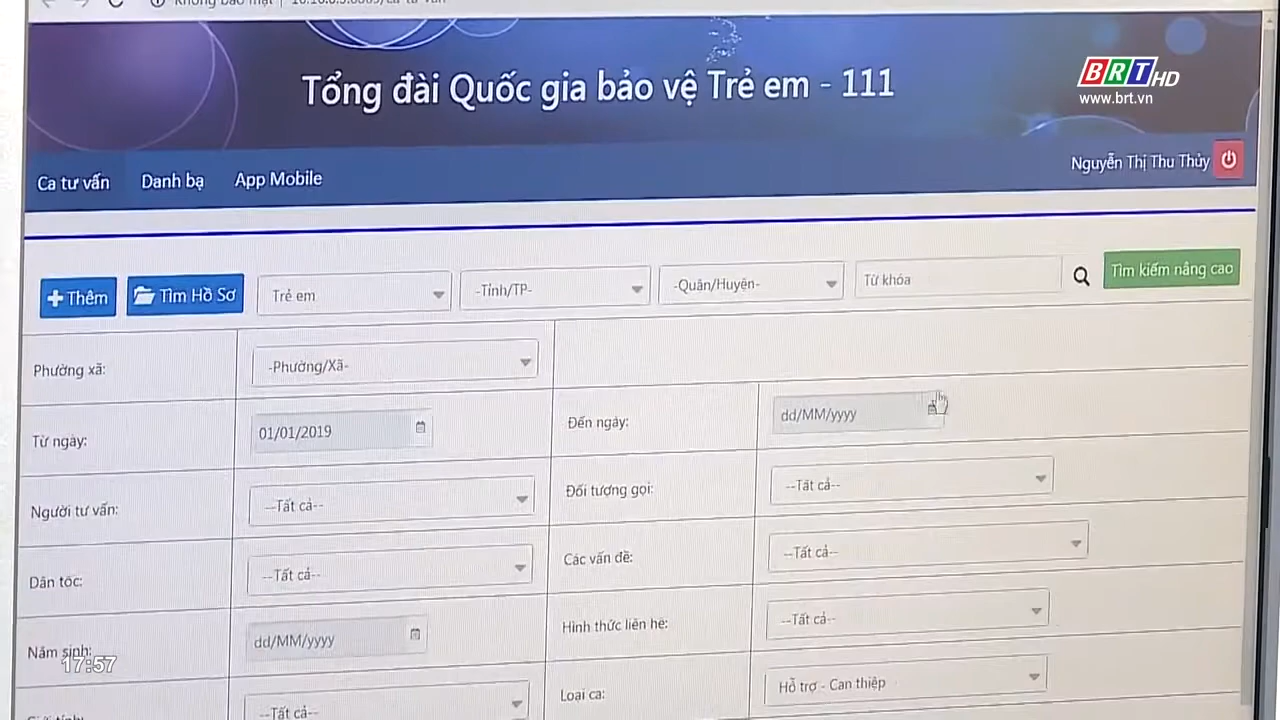 Không bảo mật
Tổng đài Quốc gia bảo vệ Trẻ em - 111
BRT HD
www.brt.vn
Ca tư vấn Danh bạ App Mobile Nguyễn Thị Thu Thủy
Thêm Tìm Hồ Sơ Trẻ em -Tỉnh/TP- -Quận/Huyện- Từ khóa Tìm kiếm nâng cao
Phường xã: -Phường/Xã-
Từ ngày: 01/01/2019 Đến ngày: dd/MM/yyyy
Người tư vấn: --Tất cả-- Đối tượng gọi: --Tất cả--
Dân tộc: --Tất cả-- Các vấn đề: --Tất cả--
Năm sinh: dd/MM/yyyy Hình thức liên hệ: --Tất cả--
17:57
--Tất cả-- Loại ca: Hỗ trợ - Can thiệp